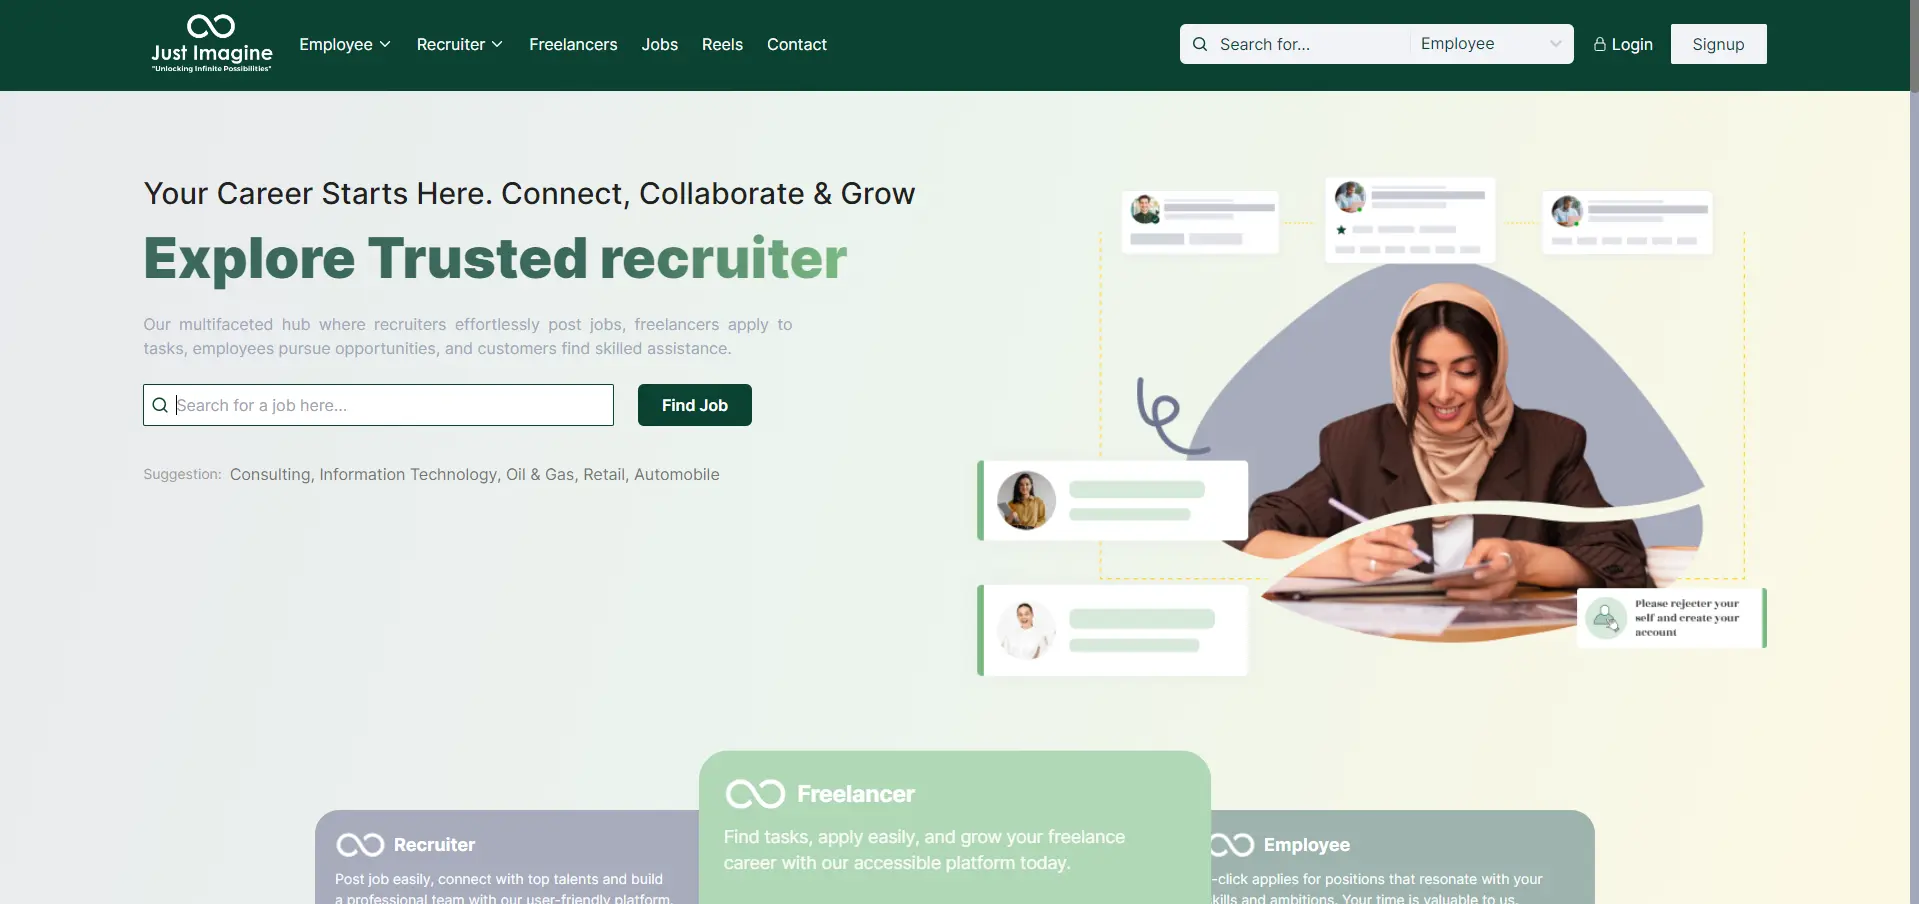 Just Imagine
"Unlocking Infinite Possibilities"
Employee
Recruiter
Freelancers
Jobs
Reels
Contact
Search for...
Employee
Login
Signup
Your Career Starts Here. Connect, Collaborate & Grow
Explore Trusted recruiter
Our multifaceted hub where recruiters effortlessly post jobs, freelancers apply to
tasks, employees pursue opportunities, and customers find skilled assistance.
Search for a job here...
Find Job
Suggestion: Consulting, Information Technology, Oil & Gas, Retail, Automobile
Please rejecter your
self and create your
account
Recruiter
Post job easily, connect with top talents and build
a professional team with our user-friendly platform.
Freelancer
Find tasks, apply easily, and grow your freelance
career with our accessible platform today.
Employee
-click applies for positions that resonate with your
kills and ambitions. Your time is valuable to us.